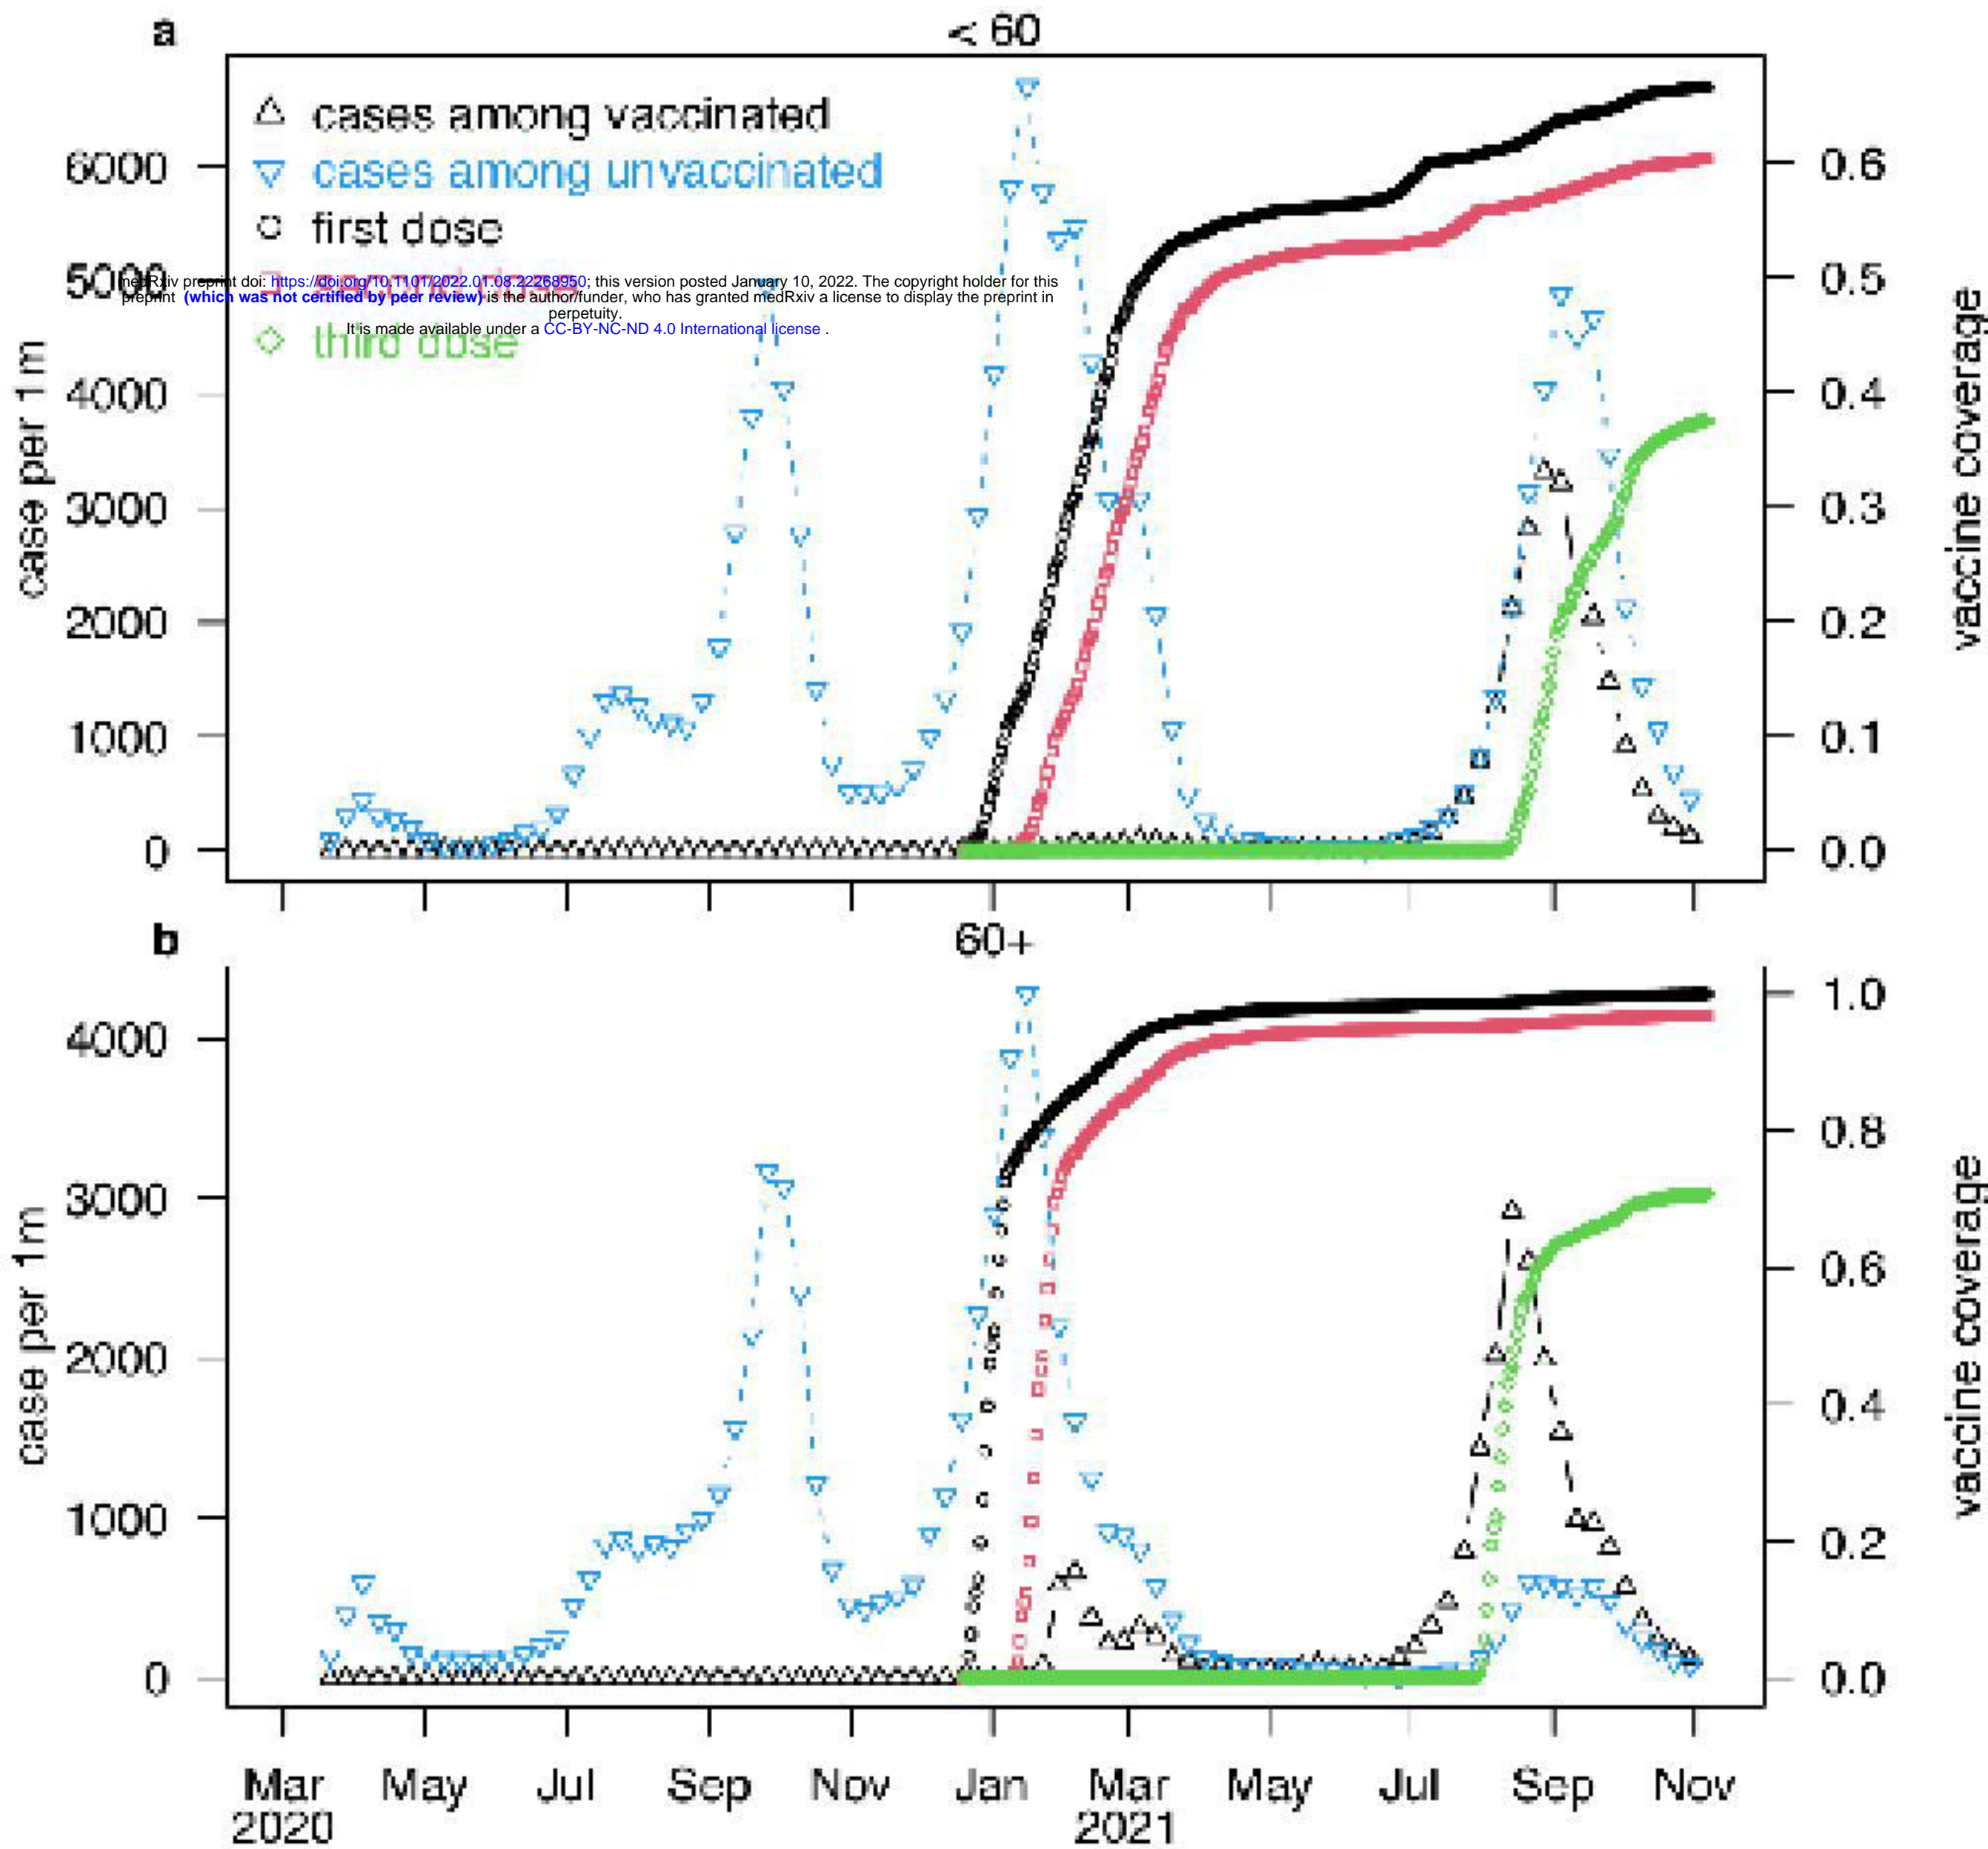 a
< 60
cases among vaccinated
cases among unvaccinated
first dose
second dose
third dose
medRxiv preprint doi: https://doi.org/10.1101/2022.01.08.22268950; this version posted January 10, 2022. The copyright holder for this
preprint (which was not certified by peer review) is the author/funder, who has granted medRxiv a license to display the preprint in
perpetuity.
It is made available under a CC-BY-NC-ND 4.0 International license .
6000
5000
4000
3000
2000
1000
0
case per 1m
0.6
0.5
0.4
0.3
0.2
0.1
0.0
vaccine coverage
b
60+
4000
3000
2000
1000
0
case per 1m
1.0
0.8
0.6
0.4
0.2
0.0
vaccine coverage
Mar May Jul Sep Nov Jan Mar May Jul Sep Nov
2020 2021